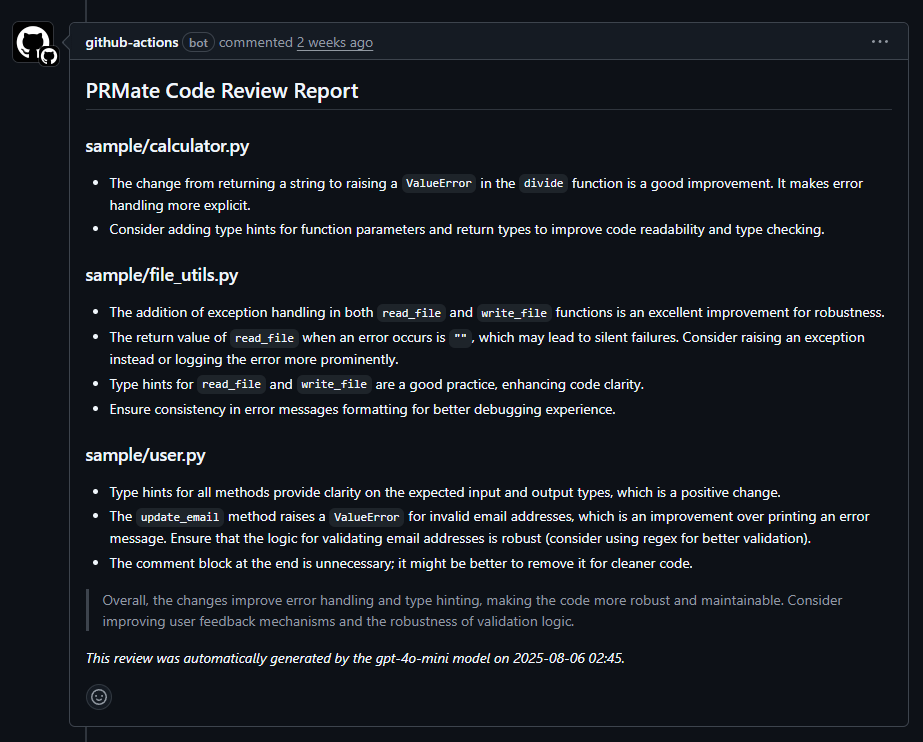 github-actions bot commented 2 weeks ago ...
PRMate Code Review Report
sample/calculator.py
• The change from returning a string to raising a ValueError in the divide function is a good improvement. It makes error
handling more explicit.
• Consider adding type hints for function parameters and return types to improve code readability and type checking.
sample/file_utils.py
• The addition of exception handling in both read_file and write_file functions is an excellent improvement for robustness.
• The return value of read_file when an error occurs is "", which may lead to silent failures. Consider raising an exception
instead or logging the error more prominently.
• Type hints for read_file and write_file are a good practice, enhancing code clarity.
• Ensure consistency in error messages formatting for better debugging experience.
sample/user.py
• Type hints for all methods provide clarity on the expected input and output types, which is a positive change.
• The update_email method raises a ValueError for invalid email addresses, which is an improvement over printing an error
message. Ensure that the logic for validating email addresses is robust (consider using regex for better validation).
• The comment block at the end is unnecessary; it might be better to remove it for cleaner code.
Overall, the changes improve error handling and type hinting, making the code more robust and maintainable. Consider
improving user feedback mechanisms and the robustness of validation logic.
This review was automatically generated by the gpt-4o-mini model on 2025-08-06 02:45.